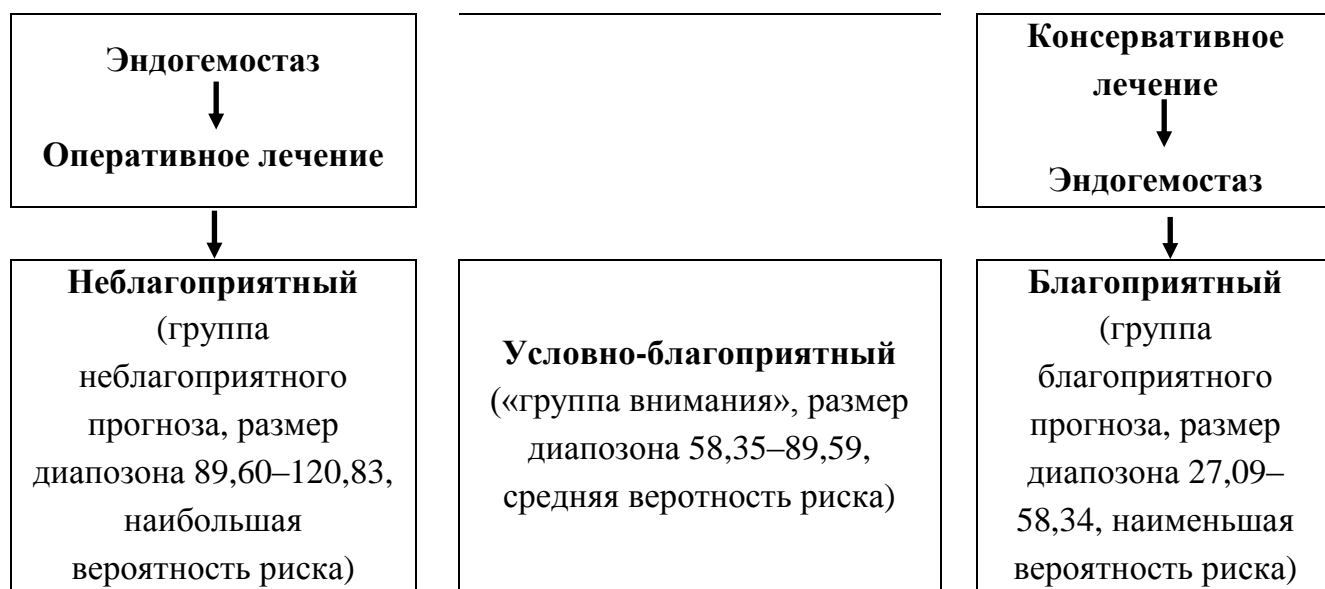 Эндогемостаз
Оперативное лечение
Консервативное
лечение
Эндогемостаз
Неблагоприятный
(группа
неблагоприятного
прогноза, размер
диапозона 89,60–120,83,
наибольшая
вероятность риска)
Условно-благоприятный
(«группа внимания», размер
диапозона 58,35–89,59,
средняя веротность риска)
Благоприятный
(группа
благоприятного
прогноза, размер
диапозона 27,09–
58,34, наименьшая
вероятность риска)